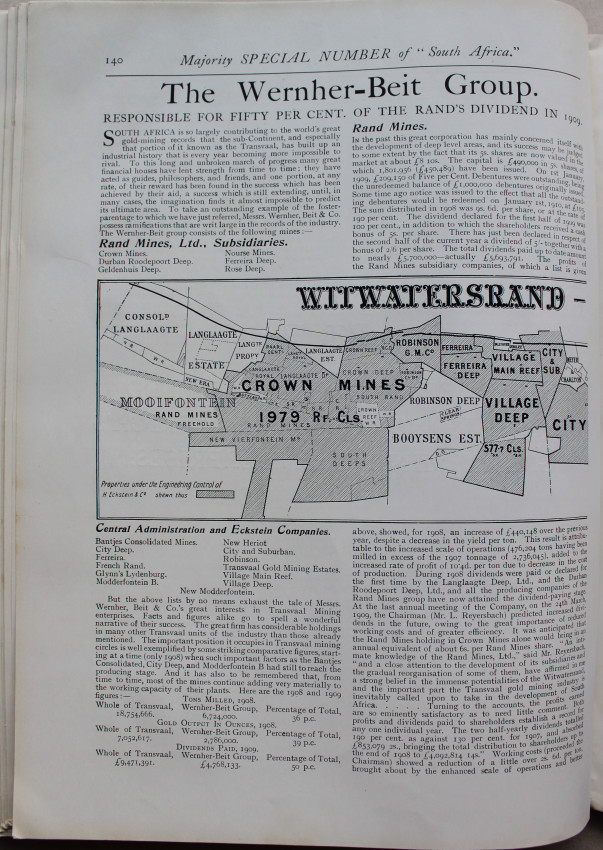 140
Majority SPECIAL NUMBER of "South Africa."
The Wernher-Beit Group.
RESPONSIBLE FOR FIFTY PER CENT. OF THE RAND'S DIVIDEND IN 1909.
SOUTH AFRICA is so largely contributing to the world's great
gold-mining records that the sub-Continent, and especially
that portion of it known as the Transvaal, has built up an
industrial history that is every year becoming more impossible to
rival. To this long and unbroken march of progress many great
financial houses have lent strength from time to time; they have
acted as guides, philosophers, and friends, and one portion, at any
rate, of their reward has been found in the success which has been
achieved by their aid, a success which is still extending, until, in
many cases, the imagination finds it almost impossible to predict
its ultimate area. To take an outstanding example of the foster-
parentage to which we have just referred, Messrs. Wernher, Beit & Co.
possess ramifications that are writ large in the records of the industry.
The Wernher-Beit group consists of the following mines:—
Rand Mines, Ltd., Subsidiaries.
Crown Mines. Nourse Mines.
Durban Roodepoort Deep. Ferreira Deep.
Geldenhuis Deep. Rose Deep.
Rand Mines.
In the past this great corporation has mainly concerned itself with
the development of deep level areas, and its success may be judged
to some extent by the fact that its 5s. shares are now valued in the
market at about £8 10s. The capital is £490,000 in 5s. shares, of
which 1,801,956 (£450,489) have been issued. On 1st January,
1909, £209,150 of Five per Cent. Debentures were outstanding, being
the unredeemed balance of £1,000,000 debentures originally issued.
Some time ago notice was issued to the effect that all the outstand-
ing debentures would be redeemed on January 1st, 1910, at £105.
The sum distributed in 1908 was 9s. 6d. per share, or at the rate of
190 per cent. The dividend declared for the first half of 1909 was
100 per cent., in addition to which the shareholders received a cash
bonus of 3s. per share. There has just been declared in respect of
the second half of the current year a dividend of 5/- together with a
bonus of 2/6 per share. The total dividends paid up to date amount
to nearly £5,700,000—actually £5,693,791. The profits of
the Rand Mines subsidiary companies, of which a list is given
WITWATERSRAND –
CONSOLD
LANGLAAGTE
LANGLAAGTE
ESTATE
LANGTE
PROPY
LANGLAAGTE
EST.
ROBINSON
G.M.Co
FERREIRA
FERREIRA
DEEP
VILLAGE
MAIN REEF
CITY
&
SUB.
MEYER
&
CHARLTON
NEW ERA
CROWN DEEP
CROWN MINES
SOUTH RAND
1979 RF. CLS.
RAND MINES
CROWN
REEF
MOOIFONTEIN
RAND MINES
FREEHOLD
ROBINSON DEEP
VILLAGE
DEEP
CITY
BOOYSENS EST.
577·7 CLS.
NEW VIERFONTEIN
SOUTH
DEEPS
Properties under the Engineering Control of
H Eckstein & Co shewn thus
Central Administration and Eckstein Companies.
Bantjes Consolidated Mines. New Heriot
City Deep. City and Suburban.
Ferreira. Robinson.
French Rand. Transvaal Gold Mining Estates.
Glynn's Lydenburg. Village Main Reef.
Modderfontein B. Village Deep.
New Modderfontein.
But the above lists by no means exhaust the tale of Messrs.
Wernher, Beit & Co.'s great interests in Transvaal Mining
enterprises. Facts and figures alike go to spell a wonderful
narrative of their success. The great firm has considerable holdings
in many other Transvaal units of the industry than those already
mentioned. The important position it occupies in Transvaal mining
circles is well exemplified by some striking comparative figures, start-
ing at a time (only 1908) when such important factors as the Bantjes
Consolidated, City Deep, and Modderfontein B had still to reach the
producing stage. And it has also to be remembered that, from
time to time, most of the mines continue adding very materially to
the working capacity of their plants. Here are the 1908 and 1909
figures:—
TONS MILLED, 1908.
Whole of Transvaal, Wernher-Beit Group, Percentage of Total,
18,754,666. 6,724,000. 36 p.c.
GOLD OUTPUT IN OUNCES, 1908.
Whole of Transvaal, Wernher-Beit Group, Percentage of Total,
7,052,617. 2,786,000. 39 p.c.
DIVIDENDS PAID, 1909.
Whole of Transvaal, Wernher-Beit Group, Percentage of Total,
£9,471,391. £4,768,133. 50 p.c.
above, showed, for 1908, an increase of £440,148 over the previous
year, despite a decrease in the yield per ton. This result is attribu-
table to the increased scale of operations (476,204 tons having been
milled in excess of the 1907 tonnage of 2,736,045), added to the
increased rate of profit of 10·4d. per ton due to decrease in the cost
of production. During 1908 dividends were paid or declared for
the first time by the Langlaagte Deep, Ltd., and the Durban
Roodepoort Deep, Ltd., and all the producing companies of the
Rand Mines group have now attained the dividend-paying stage.
At the last annual meeting of the Company, on the 24th March
1909, the Chairman (Mr. L. Reyersbach) predicted increased divi-
dends in the future, owing to the great importance of reduced
working costs and of greater efficiency. It was anticipated that
the Rand Mines holding in Crown Mines alone would bring in an
annual equivalent of about 6s. per Rand Mines share. "An inti-
mate knowledge of the Rand Mines, Ltd.," said Mr. Reyersbach,
"and a close attention to the development of its subsidiaries and
the gradual reorganisation of some of them, have affirmed in me
a strong belief in the immense potentialities of the Witwatersrand,
and the important part the Transvaal gold mining industry is
inevitably called upon to take in the development of South
Africa. . . . . . Turning to the accounts, the profits earned
are so eminently satisfactory as to need little comment. Both
profits and dividends paid to shareholders establish a record for
any one individual year. The two half-yearly dividends totalled
190 per cent. as against 130 per cent. for 1907, and absorbed
£853,079 2s., bringing the total distribution to shareholders up to
the end of 1908 to £4,092,814 14s." Working costs (proceeded the
Chairman) showed a reduction of a little over 2s. 6d. per ton,
brought about by the enhanced scale of operations and better